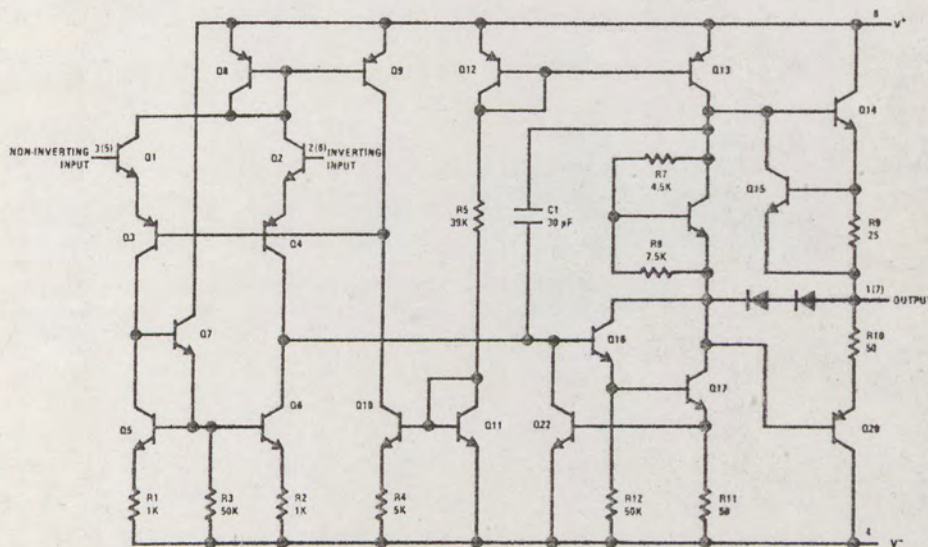 8 V+
Q8
Q9
Q12
Q13
Q14
NON-INVERTING INPUT
3(5)
Q1
Q2
2(6)
INVERTING INPUT
R7
4.5K
Q15
R5
39K
C1
30 pF
Q3
Q4
R8
7.5K
R9
25
1(7)
OUTPUT
Q7
Q16
R10
50
Q17
Q5
Q6
Q10
Q11
Q22
Q20
R1
1K
R3
50K
R2
1K
R4
5K
R12
50K
R11
50
4
V-